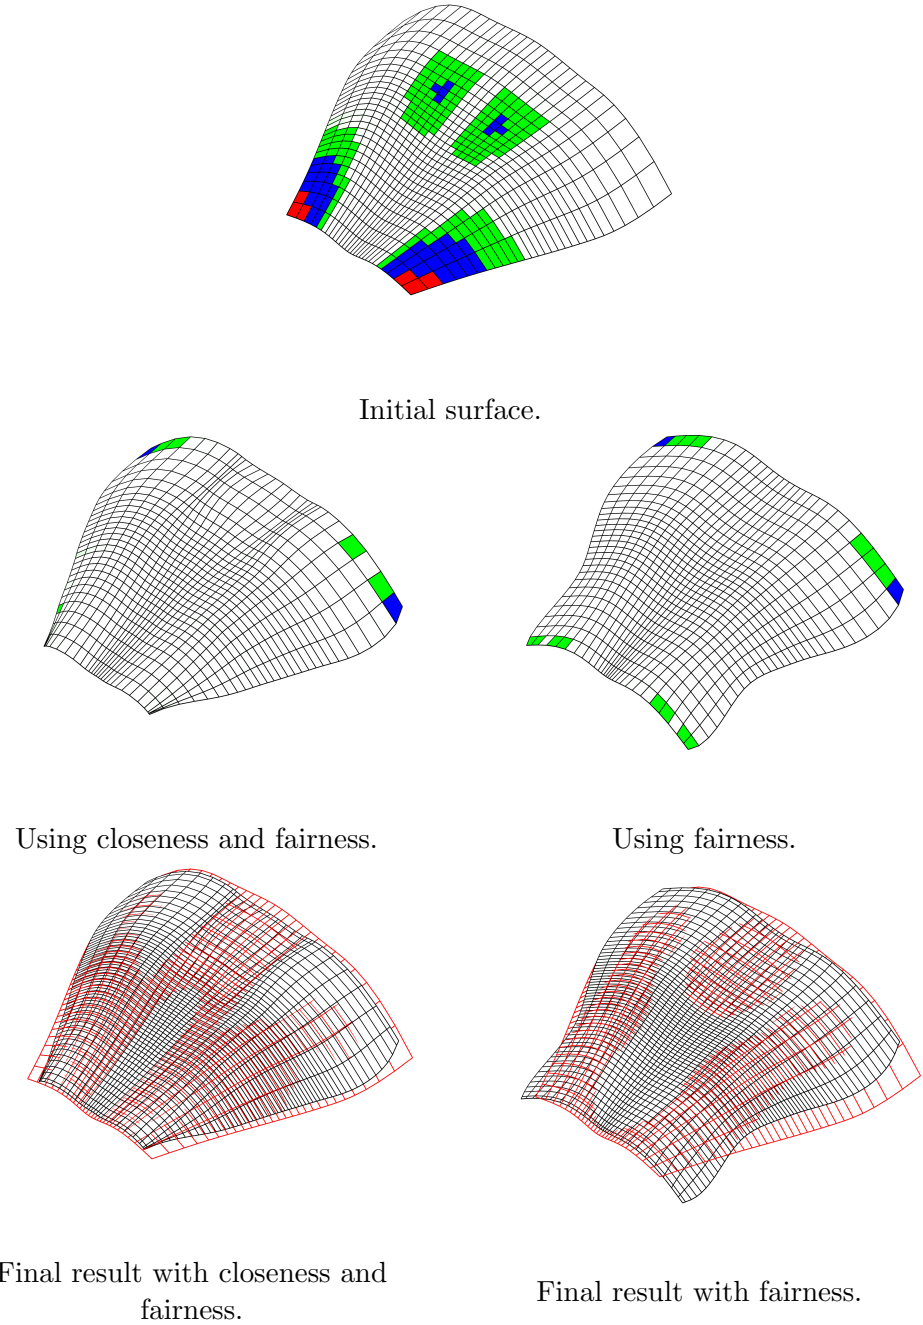 Initial surface.
Using closeness and fairness.
Using fairness.
Final result with closeness and
fairness.
Final result with fairness.